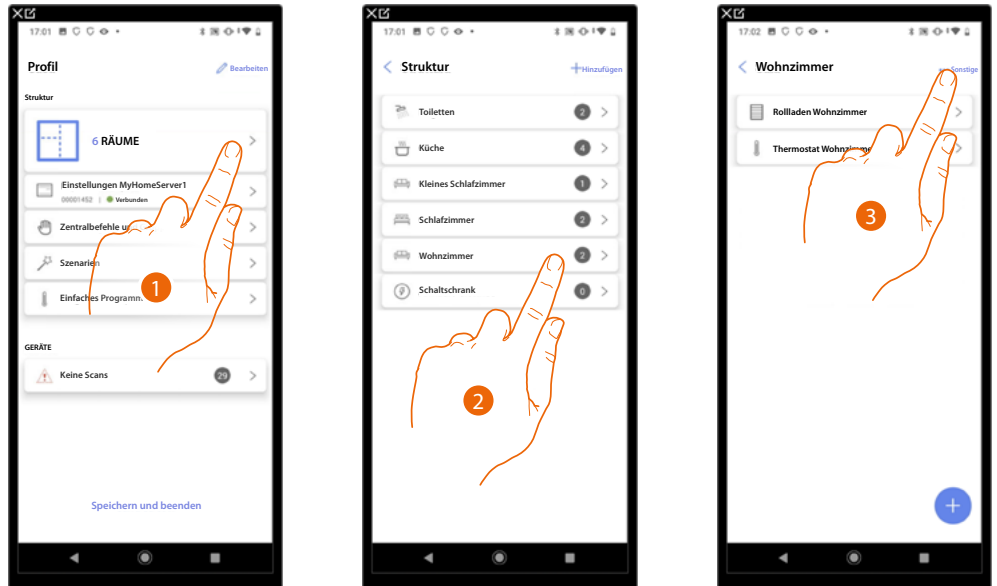 17:01
Profil
Bearbeiten
Struktur
6 RÄUME
Einstellungen MyHomeServer1
00001452 | Verbunden
Zentralbefehle
Szenarien
Einfaches
1
GERÄTE
Keine Scans
29
Speichern und beenden
17:01
Struktur
Hinzufügen
Toiletten
2
Küche
4
Kleines Schlafzimmer
1
Schlafzimmer
2
Wohnzimmer
2
Schaltschrank
0
2
17:02
Wohnzimmer
Sonstige
Rollladen Wohnzimmer
Thermostat Wohnzimmer
3